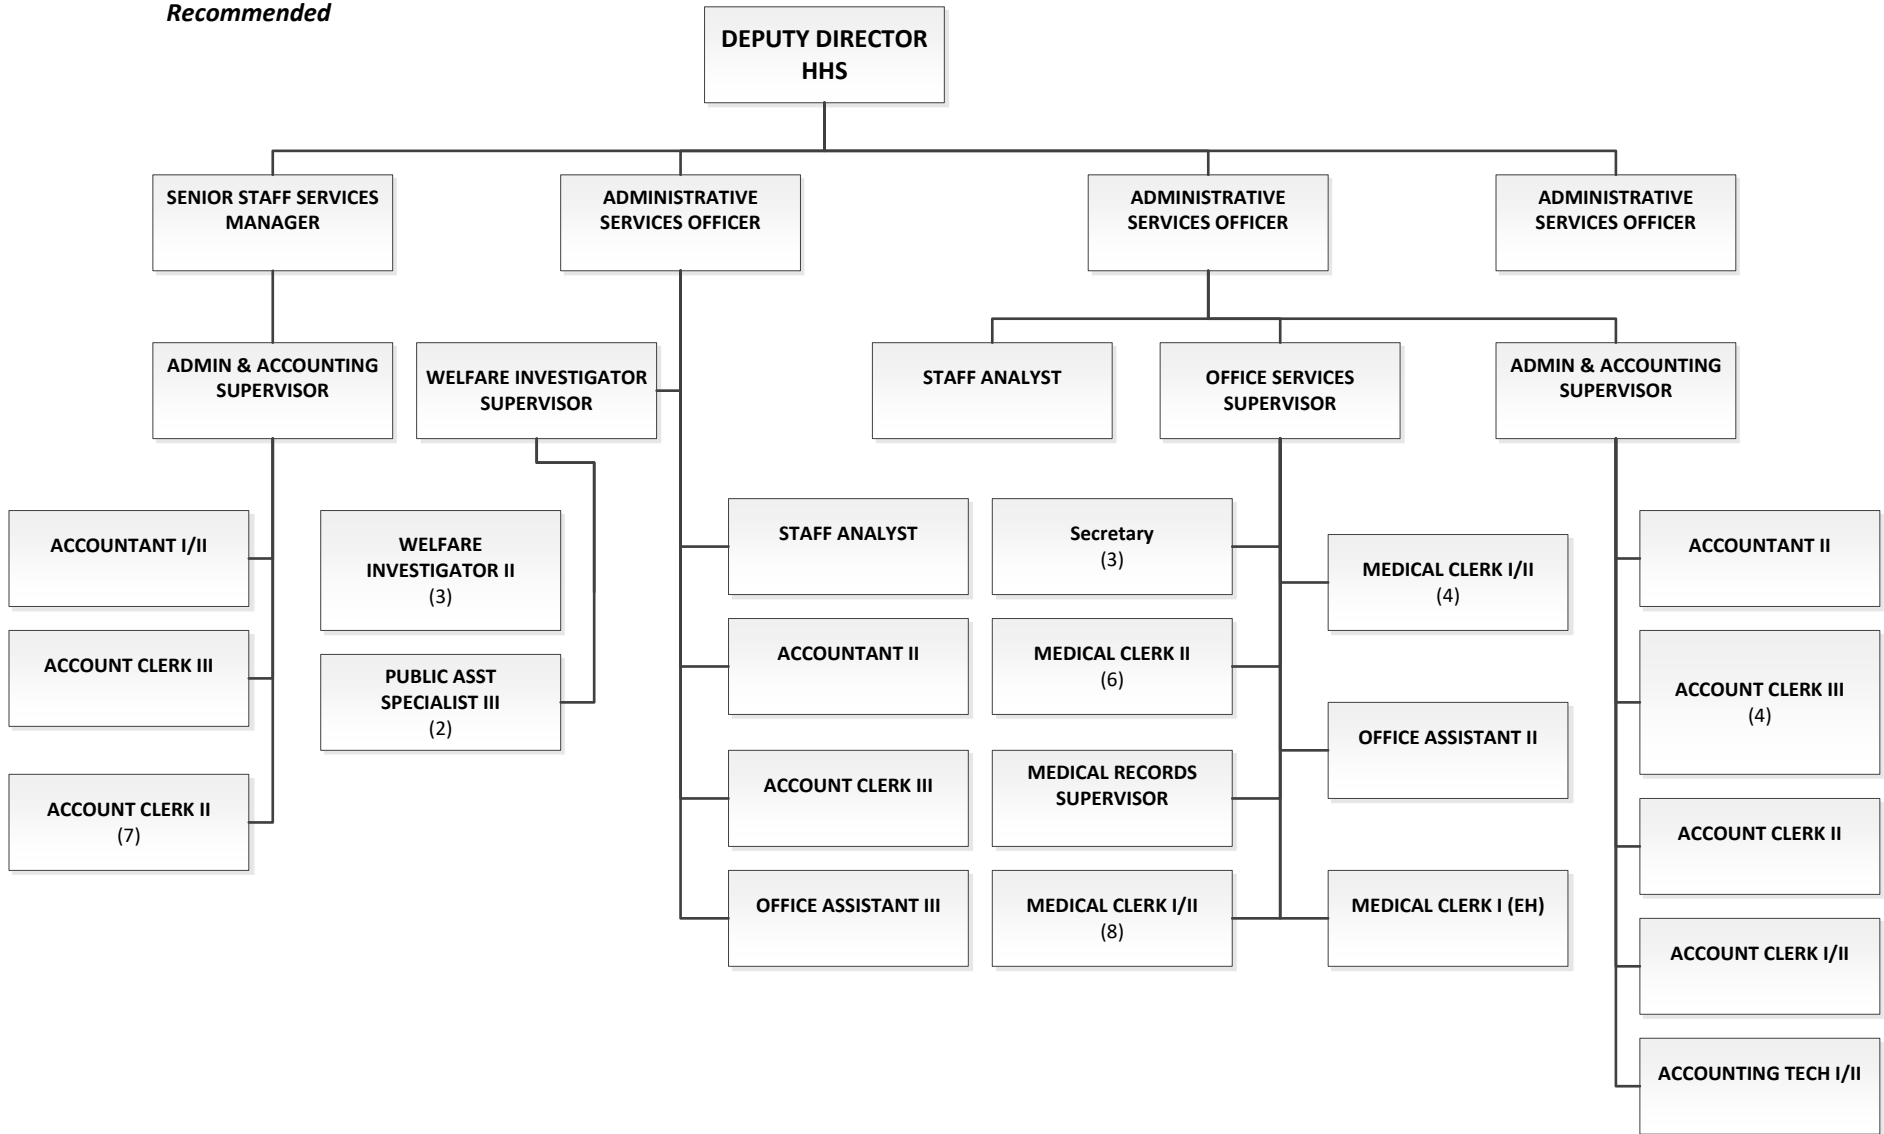 Recommended
DEPUTY DIRECTOR
HHS
SENIOR STAFF SERVICES
MANAGER
ADMINISTRATIVE
SERVICES OFFICER
ADMINISTRATIVE
SERVICES OFFICER
ADMINISTRATIVE
SERVICES OFFICER
ADMIN & ACCOUNTING
SUPERVISOR
WELFARE INVESTIGATOR
SUPERVISOR
STAFF ANALYST
OFFICE SERVICES
SUPERVISOR
ADMIN & ACCOUNTING
SUPERVISOR
ACCOUNTANT I/II
ACCOUNT CLERK III
ACCOUNT CLERK II
(7)
WELFARE
INVESTIGATOR II
(3)
PUBLIC ASST
SPECIALIST III
(2)
STAFF ANALYST
ACCOUNTANT II
ACCOUNT CLERK III
OFFICE ASSISTANT III
Secretary
(3)
MEDICAL CLERK II
(6)
MEDICAL RECORDS
SUPERVISOR
MEDICAL CLERK I/II
(8)
MEDICAL CLERK I/II
(4)
OFFICE ASSISTANT II
MEDICAL CLERK I (EH)
ACCOUNTANT II
ACCOUNT CLERK III
(4)
ACCOUNT CLERK II
ACCOUNT CLERK I/II
ACCOUNTING TECH I/II